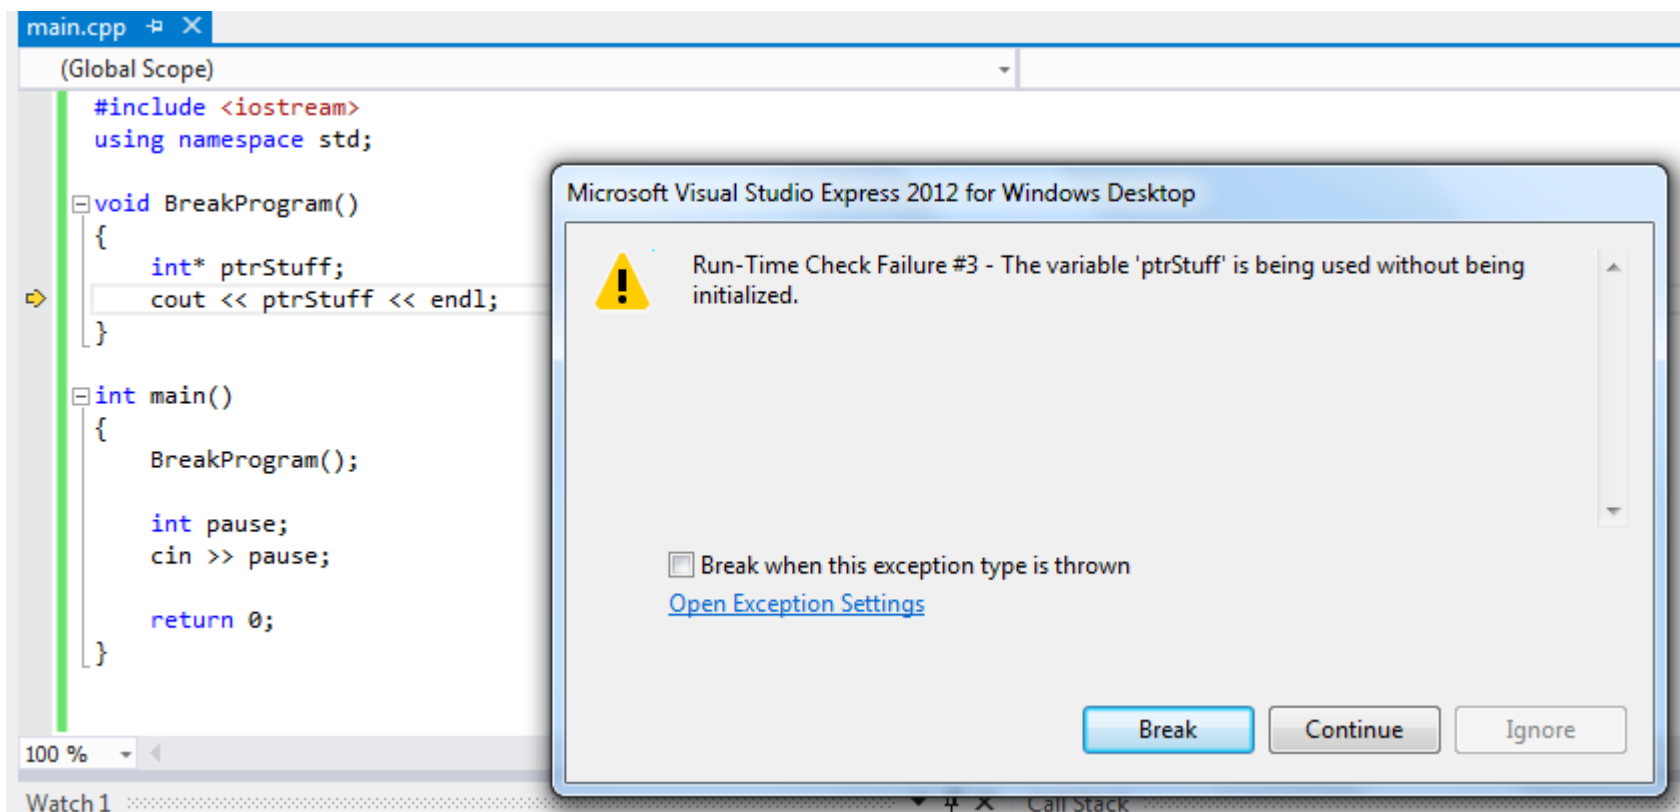 main.cpp
(Global Scope)
#include <iostream>
using namespace std;
void BreakProgram()
{
int* ptrStuff;
cout << ptrStuff << endl;
}
int main()
{
BreakProgram();
int pause;
cin >> pause;
return 0;
}
100 %
Watch 1
Call Stack
Microsoft Visual Studio Express 2012 for Windows Desktop
Run-Time Check Failure #3 - The variable 'ptrStuff' is being used without being
initialized.
Break when this exception type is thrown
Open Exception Settings
Break
Continue
Ignore